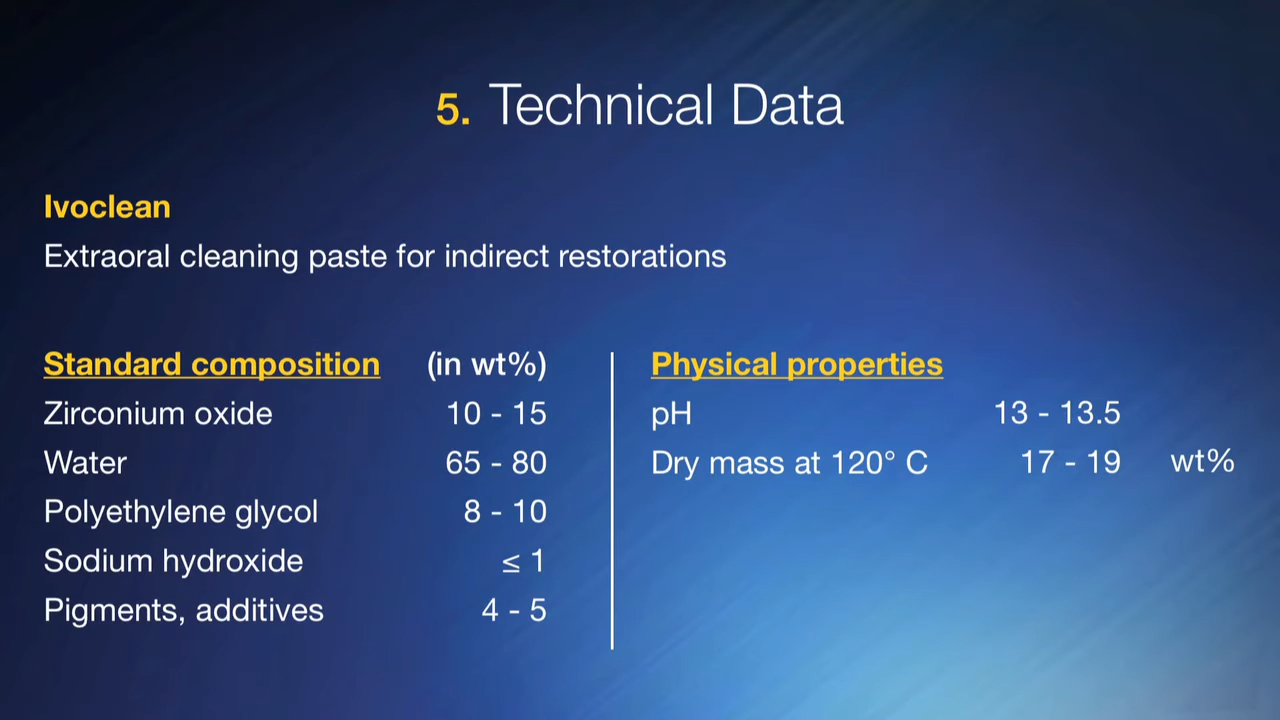 5. Technical Data
Ivoclean
Extraoral cleaning paste for indirect restorations
Standard composition (in wt%)
Zirconium oxide 10 - 15
Water 65 - 80
Polyethylene glycol 8 - 10
Sodium hydroxide ≤ 1
Pigments, additives 4 - 5
Physical properties
pH 13 - 13.5
Dry mass at 120° C 17 - 19 wt%